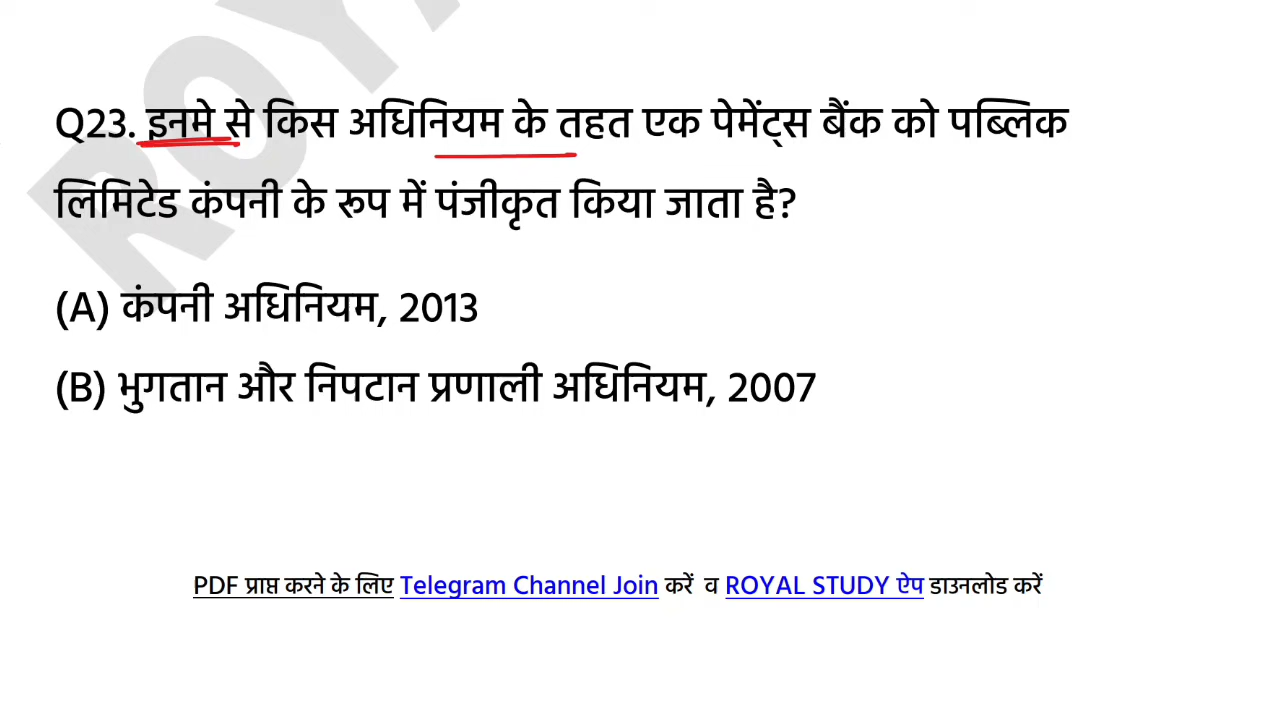 Q23. इनमे से किस अधिनियम के तहत एक पेमेंट्स बैंक को पब्लिक
लिमिटेड कंपनी के रूप में पंजीकृत किया जाता है?
(A) कंपनी अधिनियम, 2013
(B) भुगतान और निपटान प्रणाली अधिनियम, 2007
PDF प्राप्त करने के लिए Telegram Channel Join करें व ROYAL STUDY ऐप डाउनलोड करें